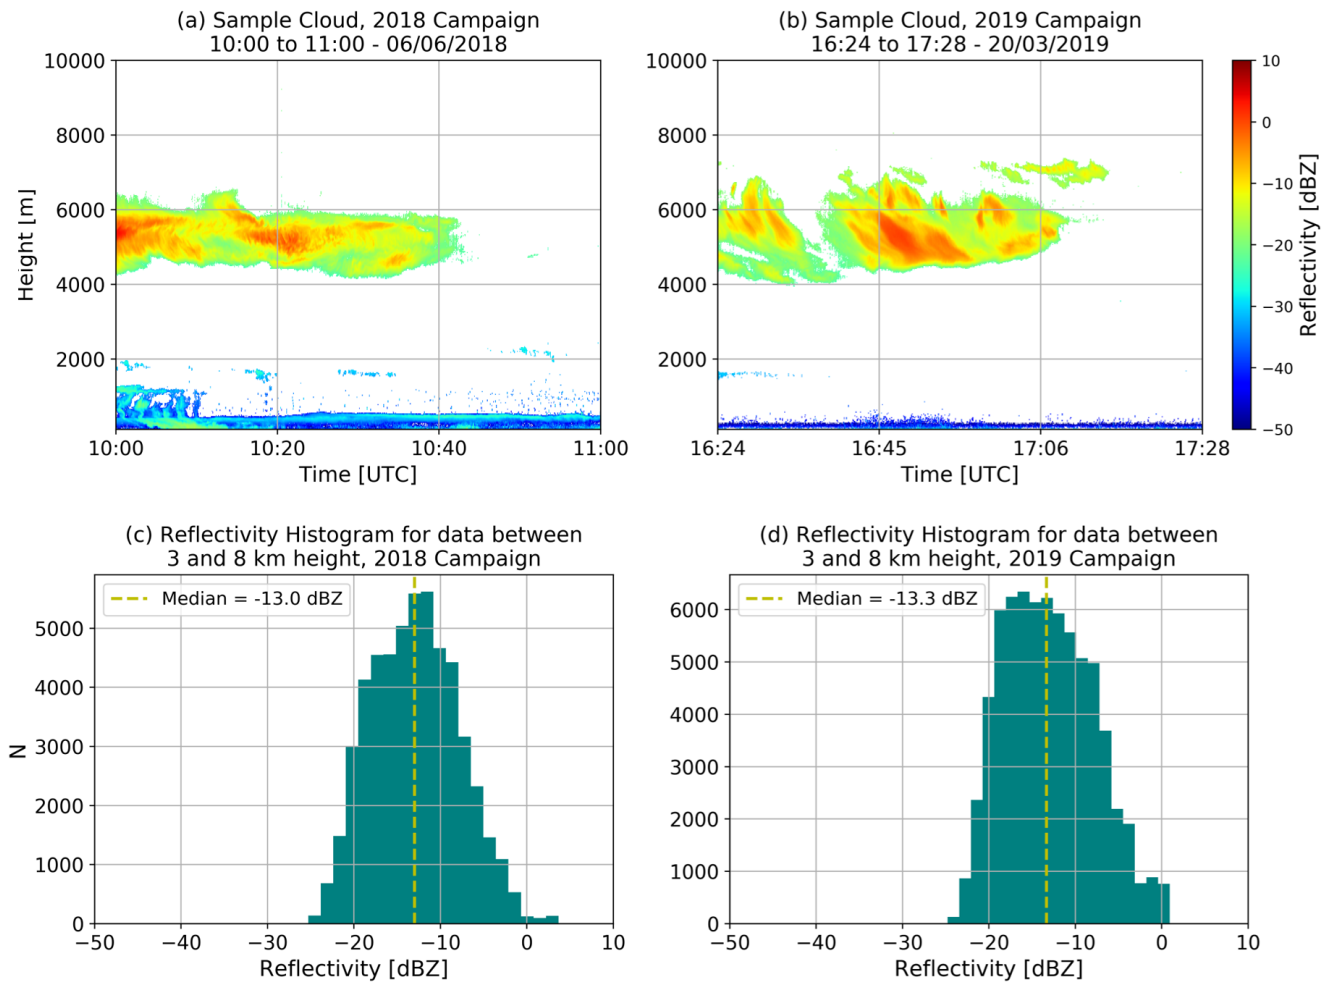 (a) Sample Cloud, 2018 Campaign
10:00 to 11:00 - 06/06/2018
10000
8000
6000
4000
2000
Height [m]
10:00 10:20 10:40 11:00
Time [UTC]
(b) Sample Cloud, 2019 Campaign
16:24 to 17:28 - 20/03/2019
10000
8000
6000
4000
2000
16:24 16:45 17:06 17:28
Time [UTC]
10
0
−10
−20
−30
−40
−50
Reflectivity [dBZ]
(c) Reflectivity Histogram for data between
3 and 8 km height, 2018 Campaign
Median = -13.0 dBZ
5000
4000
3000
2000
1000
0
N
−50 −40 −30 −20 −10 0 10
Reflectivity [dBZ]
(d) Reflectivity Histogram for data between
3 and 8 km height, 2019 Campaign
Median = -13.3 dBZ
6000
5000
4000
3000
2000
1000
0
−50 −40 −30 −20 −10 0 10
Reflectivity [dBZ]